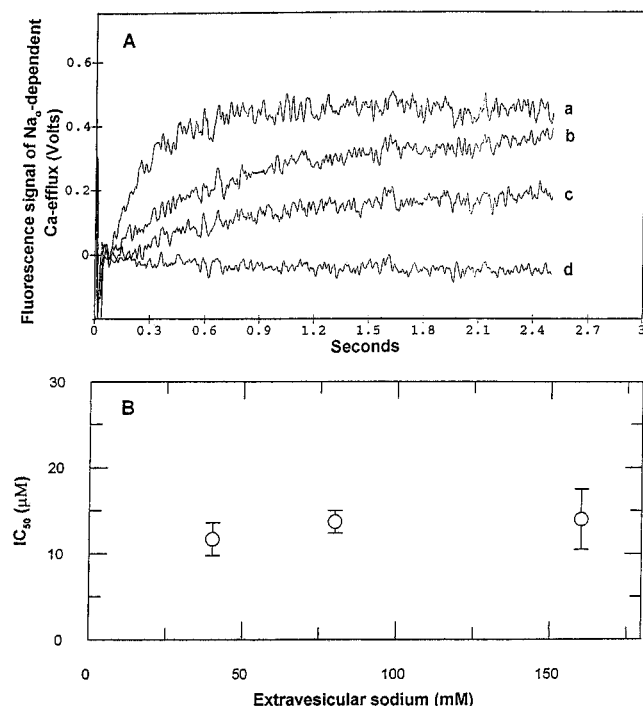 A
0.6
0.4
0.2
0
a
b
c
d
Fluorescence signal of Naₒ-dependent
Ca-efflux (Volts)
0 0.3 0.6 0.9 1.2 1.5 1.8 2.1 2.4 2.7 3
Seconds
B
30
20
10
0
IC₅₀ (μM)
0 50 100 150
Extravesicular sodium (mM)